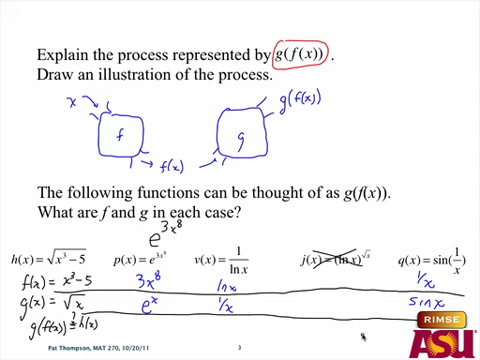 Explain the process represented by g(f(x)) .
Draw an illustration of the process.
x
f
f(x)
g
g(f(x))
The following functions can be thought of as g(f(x)).
What are f and g in each case?
e^{3x^8}
h(x) = √(x³ − 5) p(x) = e^{3x^8} v(x) = 1/ln x j(x) = (ln x)^{√x} q(x) = sin(1/x)
f(x) = x³ − 5 3x⁸ ln x 1/x
g(x) = √x e^x 1/x sin x
g(f(x)) ≟ h(x)
RIMSE
ASU
Pat Thompson, MAT 270, 10/20/11 3